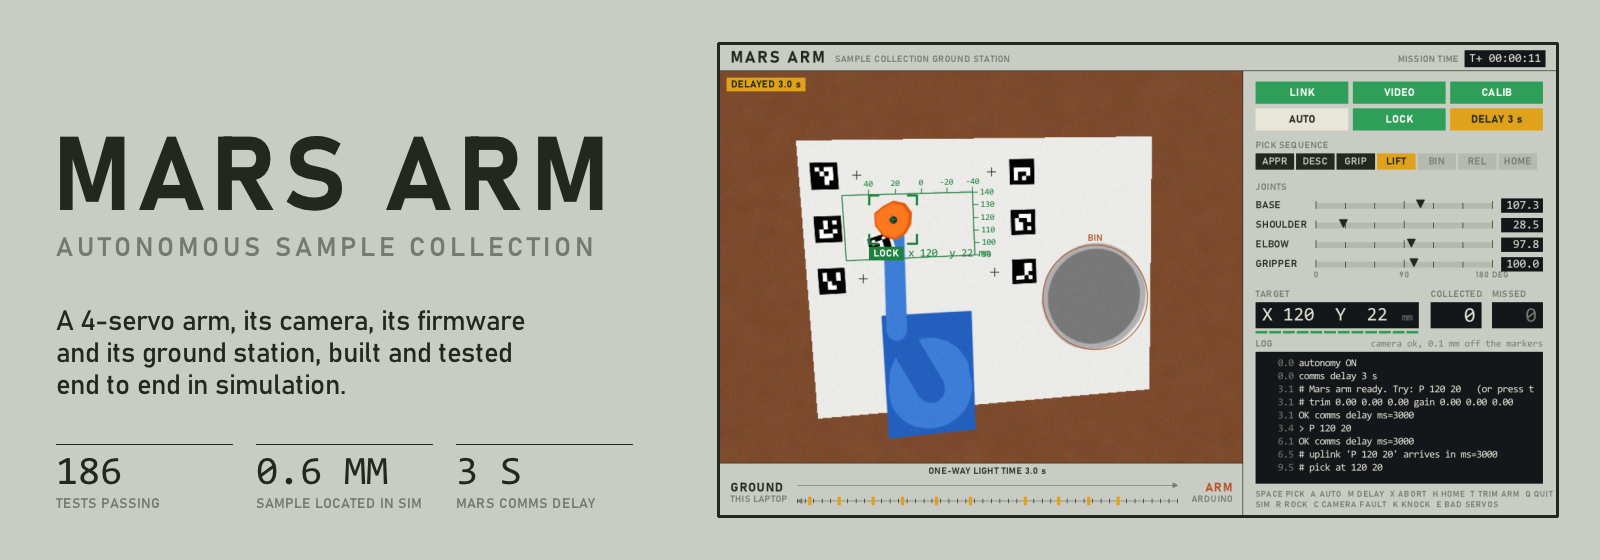 MARS ARM
AUTONOMOUS SAMPLE COLLECTION
A 4-servo arm, its camera, its firmware
and its ground station, built and tested
end to end in simulation.
186
TESTS PASSING
0.6 MM
SAMPLE LOCATED IN SIM
3 S
MARS COMMS DELAY
MARS ARM SAMPLE COLLECTION GROUND STATION
MISSION TIME T+ 00:00:11
DELAYED 3.0 s
40 20 0 -20 -40
140
130
120
110
100
90
LOCK x 120 y 22 mm
BIN
ONE-WAY LIGHT TIME 3.0 s
GROUND
THIS LAPTOP
ARM
ARDUINO
LINK VIDEO CALIB
AUTO LOCK DELAY 3 s
PICK SEQUENCE
APPR DESC GRIP LIFT BIN REL HOME
JOINTS
BASE 107.3
SHOULDER 28.5
ELBOW 97.8
GRIPPER 100.0
0 90 180 DEG
TARGET COLLECTED MISSED
X 120 Y 22 mm 0 0
LOG camera ok, 0.1 mm off the markers
0.0 autonomy ON
0.0 comms delay 3 s
3.1 # Mars arm ready. Try: P 120 20 (or press t
3.1 # trim 0.00 0.00 0.00 gain 0.00 0.00 0.00
3.1 OK comms delay ms=3000
3.4 > P 120 20
6.1 OK comms delay ms=3000
6.5 # uplink 'P 120 20' arrives in ms=3000
9.5 # pick at 120 20
SPACE PICK A AUTO M DELAY X ABORT H HOME T TRIM ARM Q QUIT
SIM R ROCK C CAMERA FAULT K KNOCK E BAD SERVOS